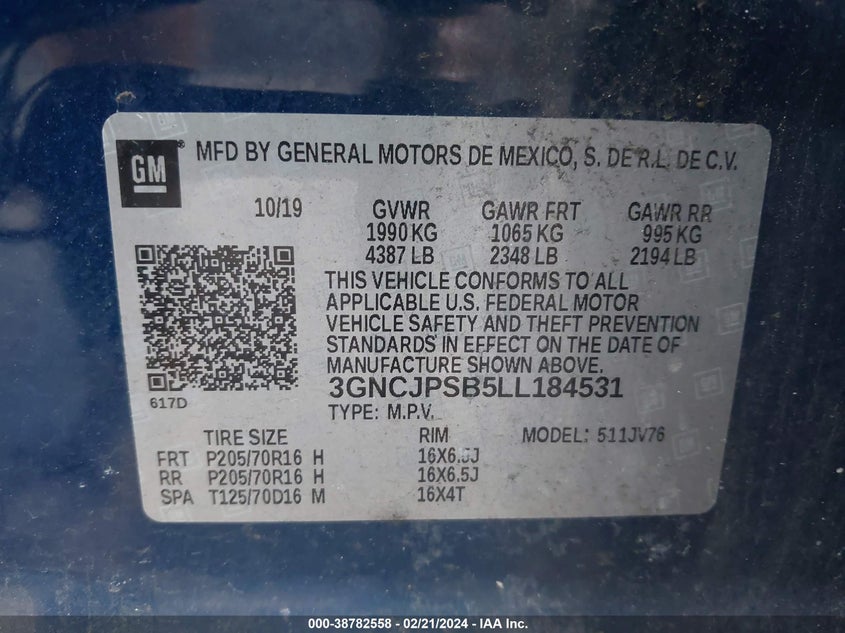 GM ® MFD BY GENERAL MOTORS DE MEXICO, S. DE R.L. DE C.V.
10/19 GVWR GAWR FRT GAWR RR
1990 KG 1065 KG 995 KG
4387 LB 2348 LB 2194 LB
THIS VEHICLE CONFORMS TO ALL
APPLICABLE U.S. FEDERAL MOTOR
VEHICLE SAFETY AND THEFT PREVENTION
STANDARDS IN EFFECT ON THE DATE OF
MANUFACTURE SHOWN ABOVE.
3GNCJPSB5LL184531
617D
TYPE: M.P.V.
TIRE SIZE RIM MODEL: 511JV76
FRT P205/70R16 H 16X6.5J
RR P205/70R16 H 16X6.5J
SPA T125/70D16 M 16X4T
000-38782558 - 02/21/2024 - IAA Inc.